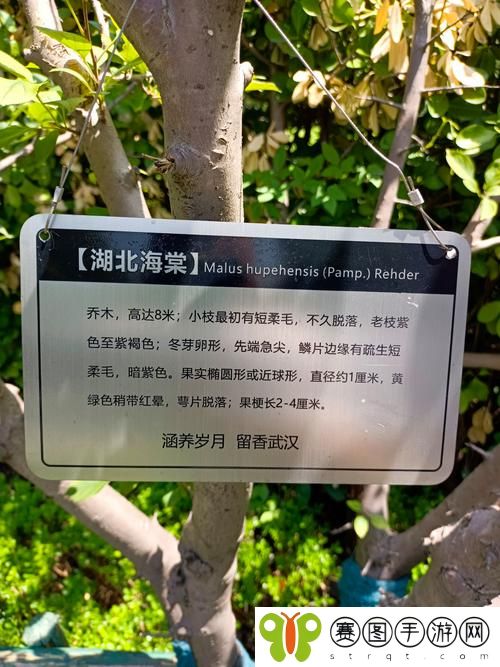 【湖北海棠】Malus hupehensis (Pamp.) Rehder
乔木，高达8米；小枝最初有短柔毛，不久脱落，老枝紫
色至紫褐色；冬芽卵形，先端急尖，鳞片边缘有疏生短
柔毛，暗紫色。果实椭圆形或近球形，直径约1厘米，黄
绿色稍带红晕，萼片脱落；果梗长2-4厘米。
涵养岁月 留香武汉
赛图手游网
strqt.com